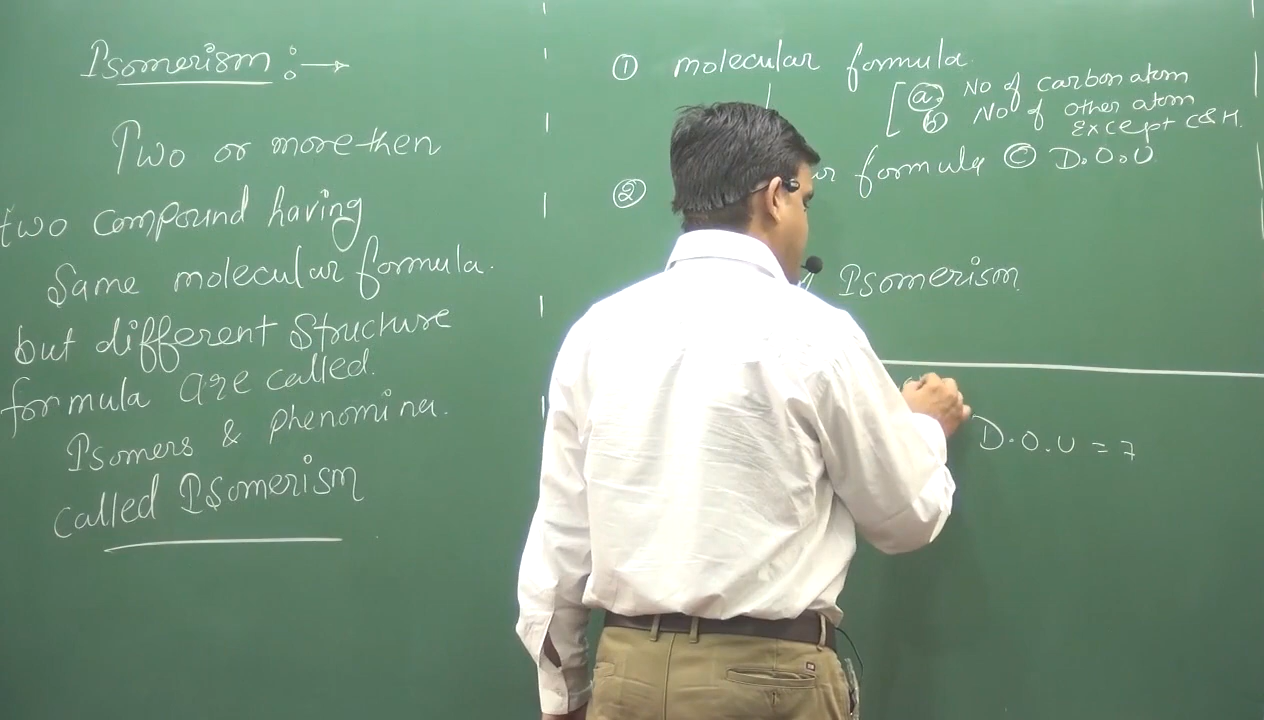 Isomerism :→
Two or more then
two compound having
Same molecular formula.
but different Structure
formula are called.
Isomers & phenomina.
called Isomerism
① molecular formula.
[ (a) No of carbon atom
(b) No of other atom
Except C & H.
② formula © D.O.U
Isomerism
D.O.U = 7